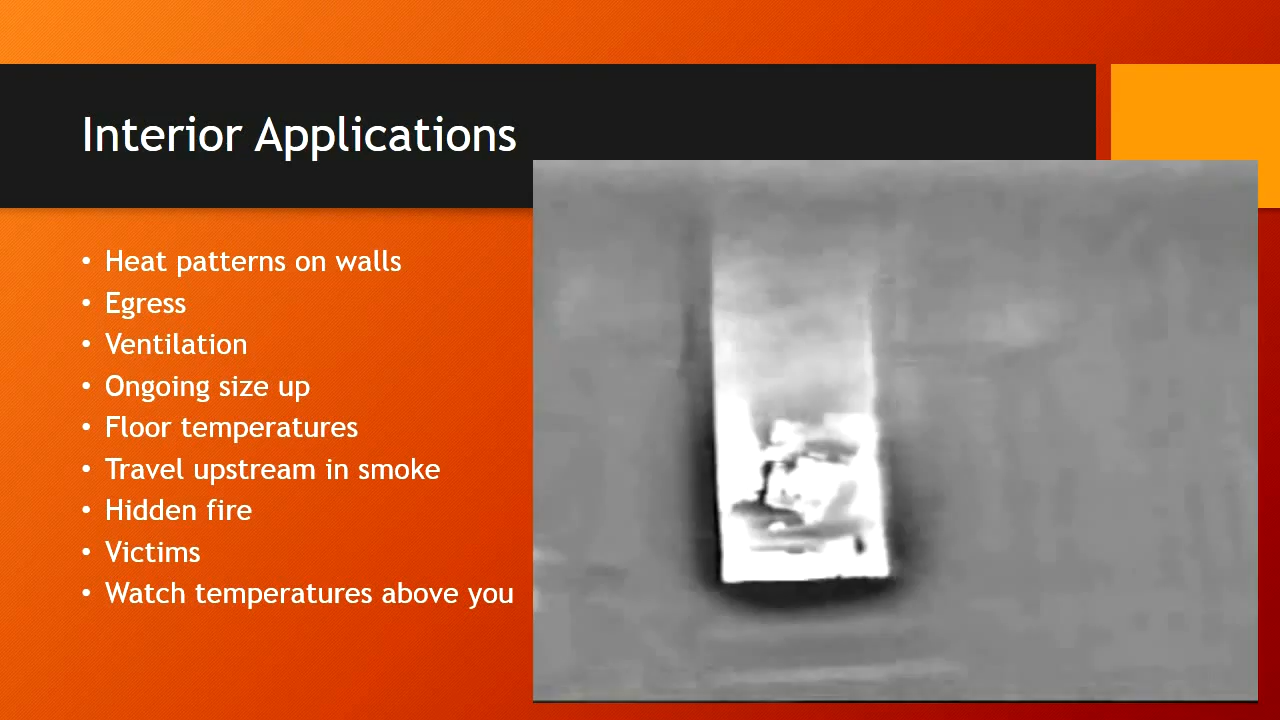 Interior Applications
• Heat patterns on walls
• Egress
• Ventilation
• Ongoing size up
• Floor temperatures
• Travel upstream in smoke
• Hidden fire
• Victims
• Watch temperatures above you